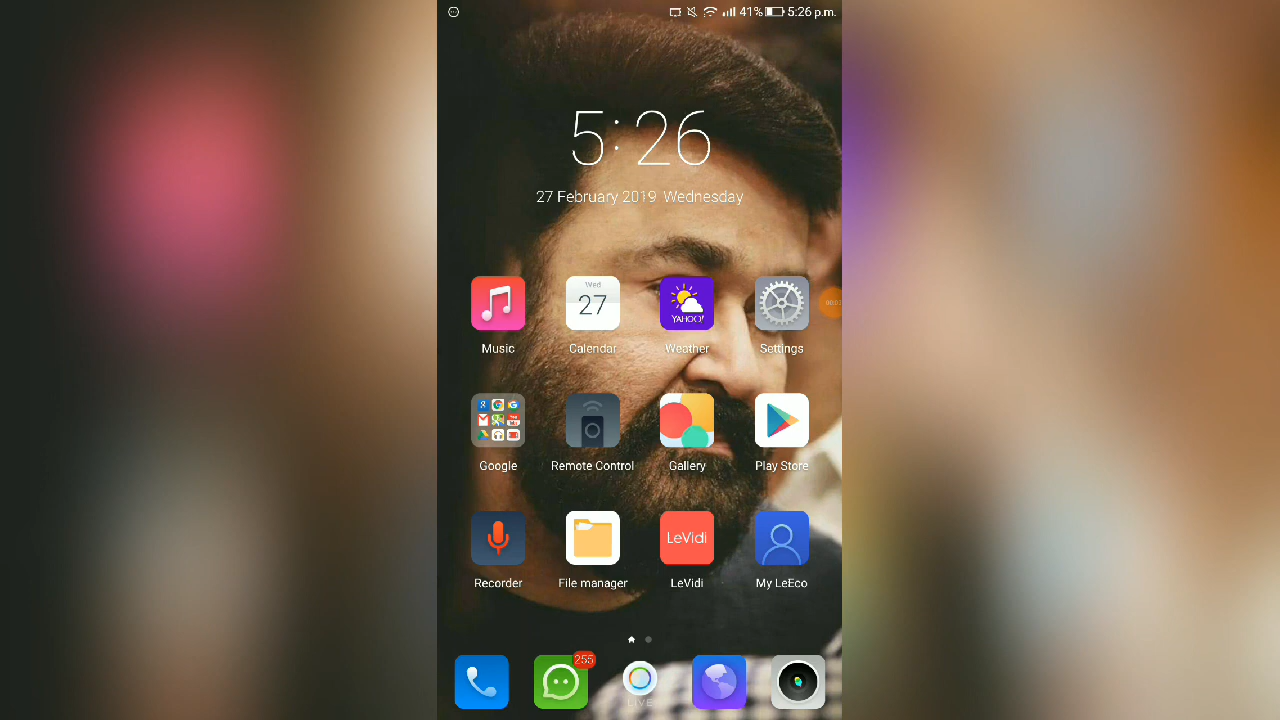 41% 5:26 p.m.
5:26
27 February 2019 Wednesday
Wed
27
YAHOO!
Music
Calendar
Weather
Settings
Google
Remote Control
Gallery
Play Store
LeVidi
Recorder
File manager
LeVidi
My LeEco
255
LIVE